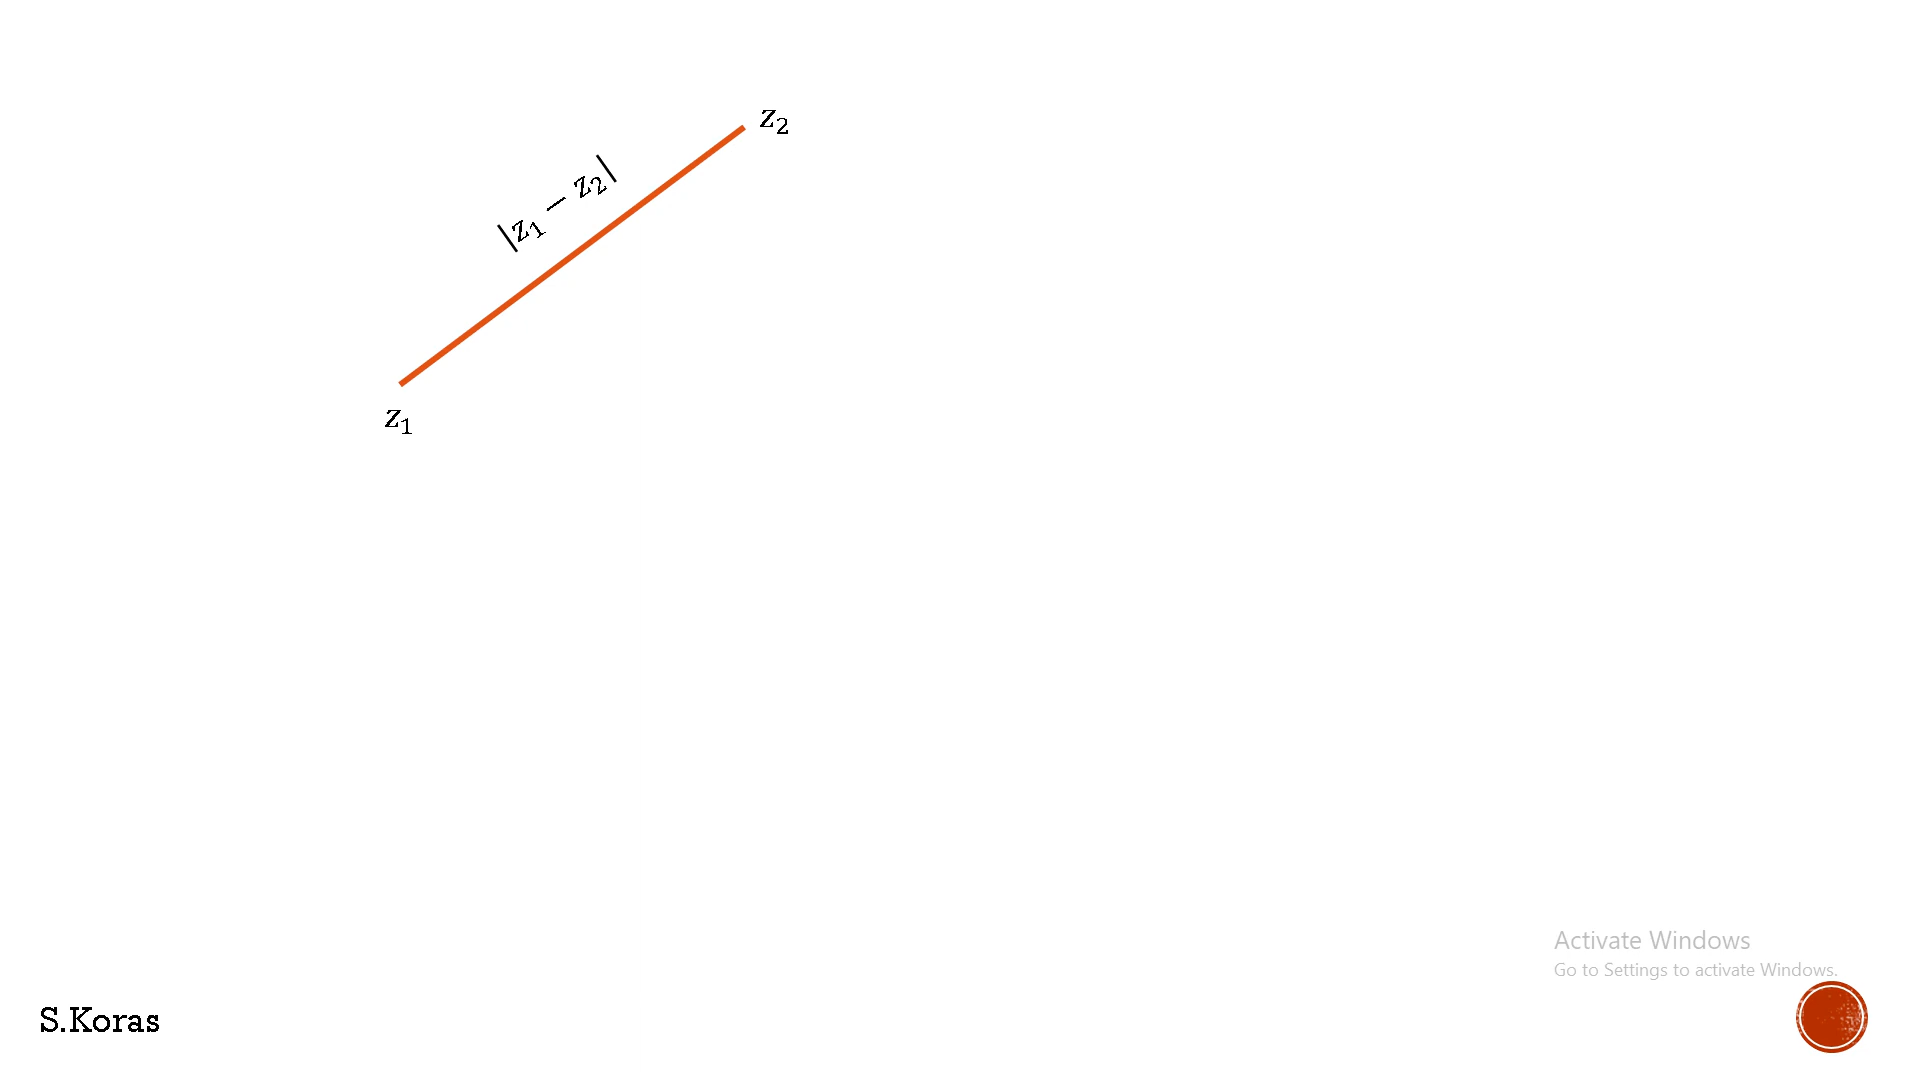 z₂
|z₁ − z₂|
z₁
Activate Windows
Go to Settings to activate Windows.
S.Koras